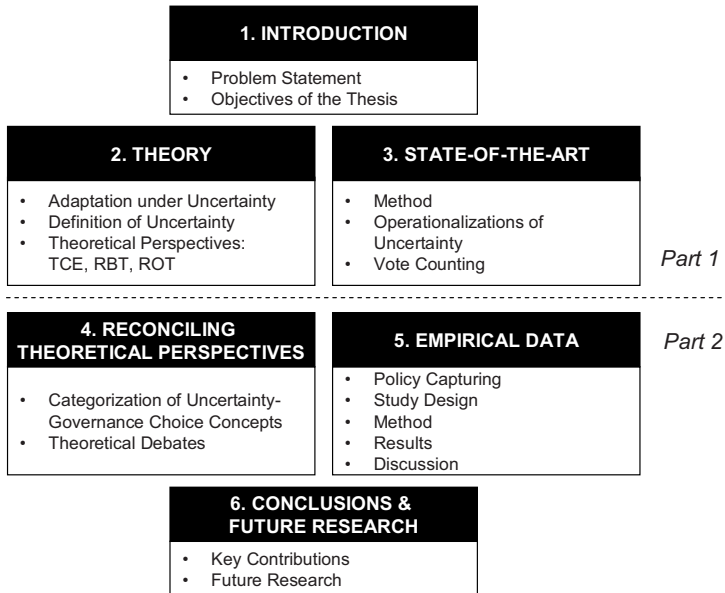 1. INTRODUCTION
• Problem Statement
• Objectives of the Thesis
2. THEORY
• Adaptation under Uncertainty
• Definition of Uncertainty
• Theoretical Perspectives:
TCE, RBT, ROT
3. STATE-OF-THE-ART
• Method
• Operationalizations of
Uncertainty
• Vote Counting
Part 1
4. RECONCILING
THEORETICAL PERSPECTIVES
• Categorization of Uncertainty-
Governance Choice Concepts
• Theoretical Debates
5. EMPIRICAL DATA
• Policy Capturing
• Study Design
• Method
• Results
• Discussion
Part 2
6. CONCLUSIONS &
FUTURE RESEARCH
• Key Contributions
• Future Research